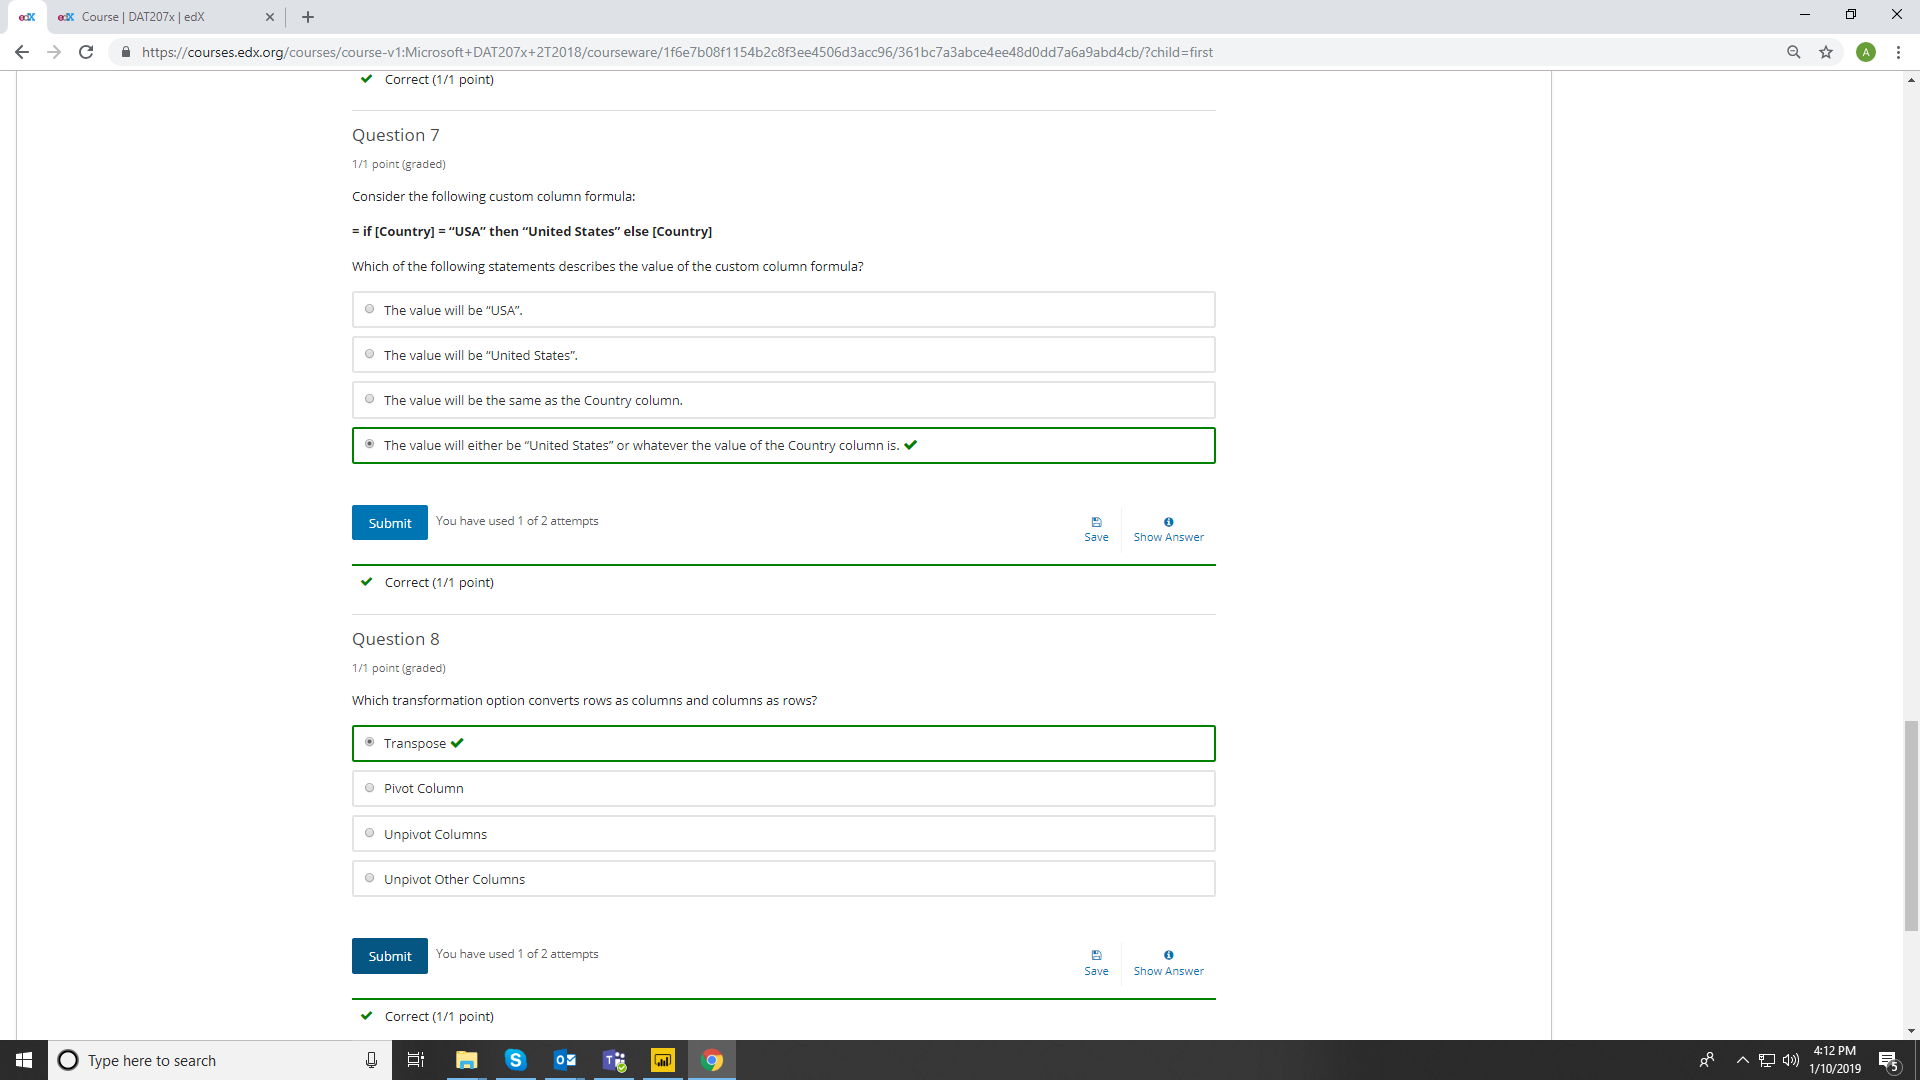 edX
edX Course | DAT207x | edX
https://courses.edx.org/courses/course-v1:Microsoft+DAT207x+2T2018/courseware/1f6e7b08f1154b2c8f3ee4506d3acc96/361bc7a3abce4ee48d0dd7a6a9abd4cb/?child=first
A
Correct (1/1 point)
Question 7
1/1 point (graded)
Consider the following custom column formula:
= if [Country] = “USA” then “United States” else [Country]
Which of the following statements describes the value of the custom column formula?
The value will be “USA”.
The value will be “United States”.
The value will be the same as the Country column.
The value will either be “United States” or whatever the value of the Country column is.
Submit You have used 1 of 2 attempts
Save Show Answer
Correct (1/1 point)
Question 8
1/1 point (graded)
Which transformation option converts rows as columns and columns as rows?
Transpose
Pivot Column
Unpivot Columns
Unpivot Other Columns
Submit You have used 1 of 2 attempts
Save Show Answer
Correct (1/1 point)
Type here to search
4:12 PM
1/10/2019
5